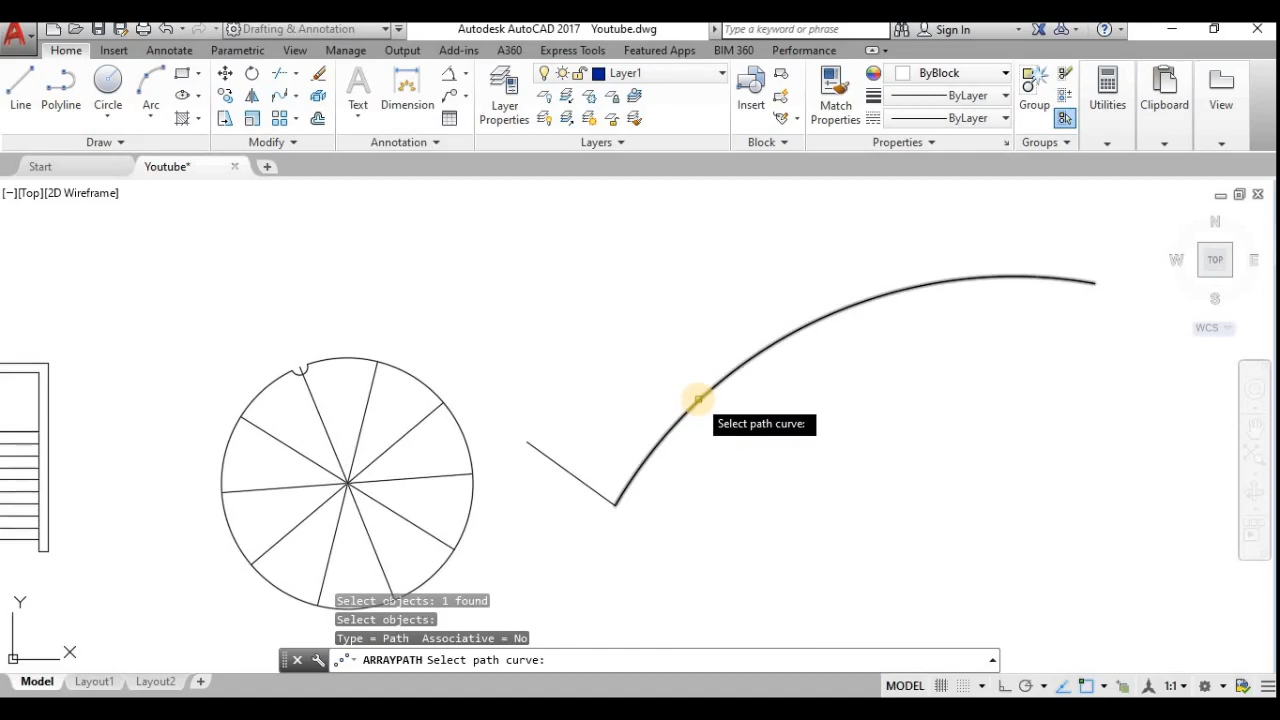 Drafting & Annotation
Autodesk AutoCAD 2017 Youtube.dwg
Type a keyword or phrase
Sign In
Home Insert Annotate Parametric View Manage Output Add-ins A360 Express Tools Featured Apps BIM 360 Performance
Line Polyline Circle Arc
Text Dimension
Layer Properties
Layer1
Insert
Match Properties
ByBlock
ByLayer
ByLayer
Group
Utilities
Clipboard
View
Draw Modify Annotation Layers Block Properties Groups
Start Youtube*
[−][Top][2D Wireframe]
N
W TOP E
S
WCS
Select path curve:
Y
X
Select objects: 1 found
Select objects:
Type = Path Associative = No
ARRAYPATH Select path curve:
Model Layout1 Layout2
MODEL 1:1